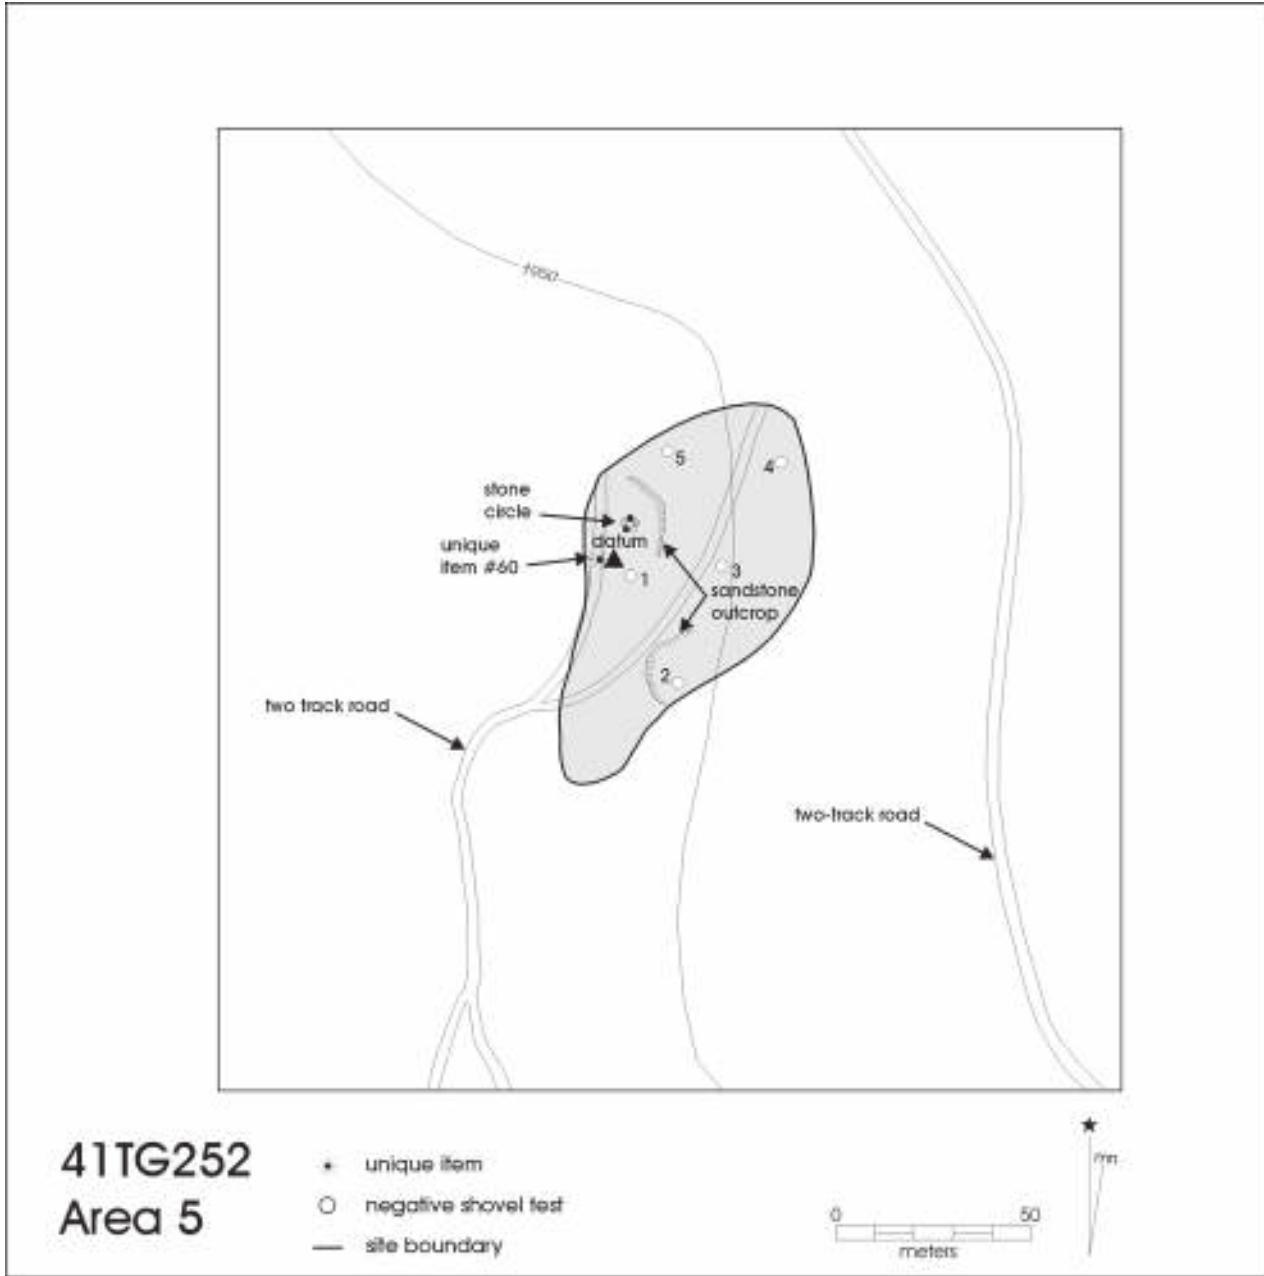 1950
5
4
stone
circle
unique
item #60
datum
1
3
sandstone
outcrop
2
two track road
two-track road
41TG252
Area 5
unique item
negative shovel test
site boundary
0 50
meters
mn